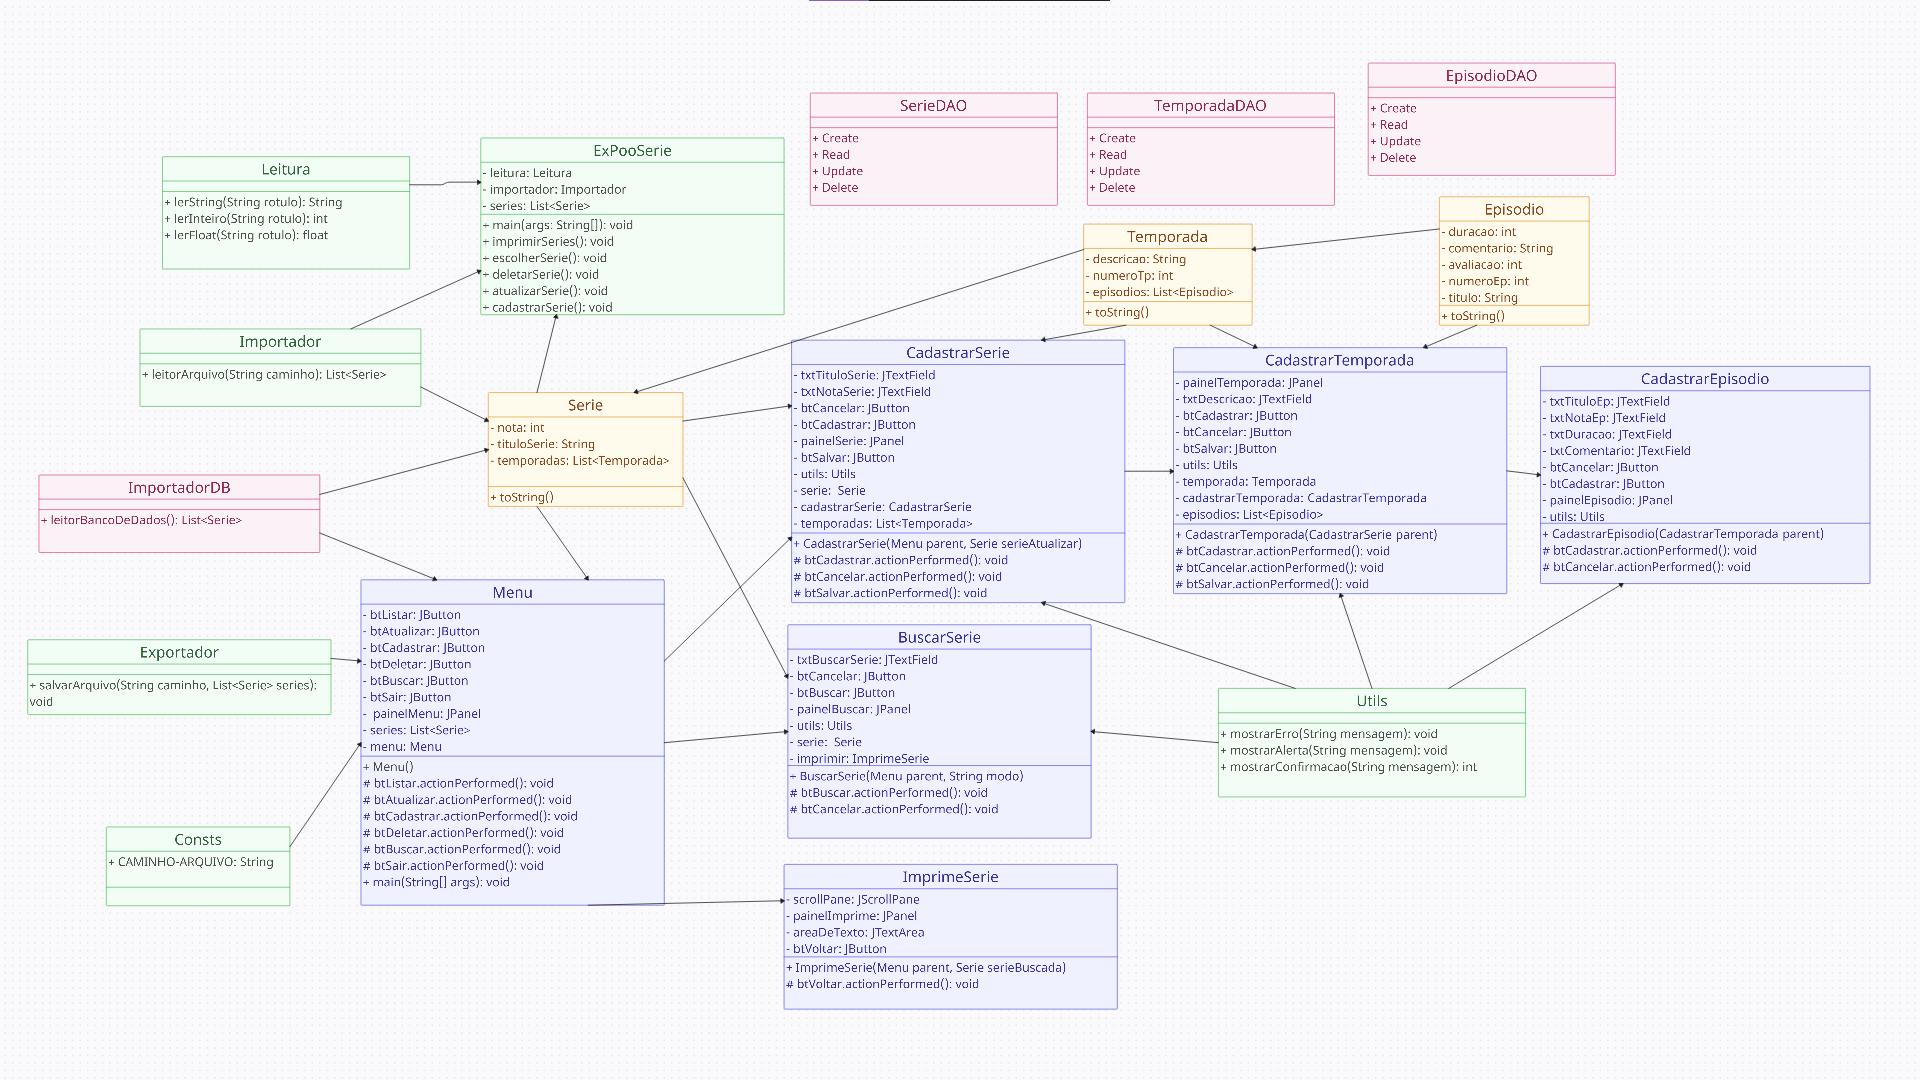 EpisodioDAO
+ Create
+ Read
+ Update
+ Delete
SerieDAO
+ Create
+ Read
+ Update
+ Delete
TemporadaDAO
+ Create
+ Read
+ Update
+ Delete
ExPooSerie
- leitura: Leitura
- importador: Importador
- series: List<Serie>
+ main(args: String[]): void
+ imprimirSeries(): void
+ escolherSerie(): void
+ deletarSerie(): void
+ atualizarSerie(): void
+ cadastrarSerie(): void
Leitura
+ lerString(String rotulo): String
+ lerInteiro(String rotulo): int
+ lerFloat(String rotulo): float
Episodio
- duracao: int
- comentario: String
- avaliacao: int
- numeroEp: int
- titulo: String
+ toString()
Temporada
- descricao: String
- numeroTp: int
- episodios: List<Episodio>
+ toString()
Importador
+ leitorArquivo(String caminho): List<Serie>
CadastrarSerie
- txtTituloSerie: JTextField
- txtNotaSerie: JTextField
- btCancelar: JButton
- btCadastrar: JButton
- painelSerie: JPanel
- btSalvar: JButton
- utils: Utils
- serie:  Serie
- cadastrarSerie: CadastrarSerie
- temporadas: List<Temporada>
+ CadastrarSerie(Menu parent, Serie serieAtualizar)
# btCadastrar.actionPerformed(): void
# btCancelar.actionPerformed(): void
# btSalvar.actionPerformed(): void
CadastrarTemporada
- painelTemporada: JPanel
- txtDescricao: JTextField
- btCadastrar: JButton
- btCancelar: JButton
- btSalvar: JButton
- utils: Utils
- temporada: Temporada
- cadastrarTemporada: CadastrarTemporada
- episodios: List<Episodio>
+ CadastrarTemporada(CadastrarSerie parent)
# btCadastrar.actionPerformed(): void
# btCancelar.actionPerformed(): void
# btSalvar.actionPerformed(): void
CadastrarEpisodio
- txtTituloEp: JTextField
- txtNotaEp: JTextField
- txtDuracao: JTextField
- txtComentario: JTextField
- btCancelar: JButton
- btCadastrar: JButton
- painelEpisodio: JPanel
- utils: Utils
+ CadastrarEpisodio(CadastrarTemporada parent)
# btCadastrar.actionPerformed(): void
# btCancelar.actionPerformed(): void
Serie
- nota: int
- tituloSerie: String
- temporadas: List<Temporada>
+ toString()
ImportadorDB
+ leitorBancoDeDados(): List<Serie>
Menu
- btListar: JButton
- btAtualizar: JButton
- btCadastrar: JButton
- btDeletar: JButton
- btBuscar: JButton
- btSair: JButton
-  painelMenu: JPanel
- series: List<Serie>
- menu: Menu
+ Menu()
# btListar.actionPerformed(): void
# btAtualizar.actionPerformed(): void
# btCadastrar.actionPerformed(): void
# btDeletar.actionPerformed(): void
# btBuscar.actionPerformed(): void
# btSair.actionPerformed(): void
+ main(String[] args): void
Exportador
+ salvarArquivo(String caminho, List<Serie> series):
void
BuscarSerie
- txtBuscarSerie: JTextField
- btCancelar: JButton
- btBuscar: JButton
- painelBuscar: JPanel
- utils: Utils
- serie:  Serie
- imprimir: ImprimeSerie
+ BuscarSerie(Menu parent, String modo)
# btBuscar.actionPerformed(): void
# btCancelar.actionPerformed(): void
Utils
+ mostrarErro(String mensagem): void
+ mostrarAlerta(String mensagem): void
+ mostrarConfirmacao(String mensagem): int
Consts
+ CAMINHO-ARQUIVO: String
ImprimeSerie
- scrollPane: JScrollPane
- painelImprime: JPanel
- areaDeTexto: JTextArea
- btVoltar: JButton
+ ImprimeSerie(Menu parent, Serie serieBuscada)
# btVoltar.actionPerformed(): void